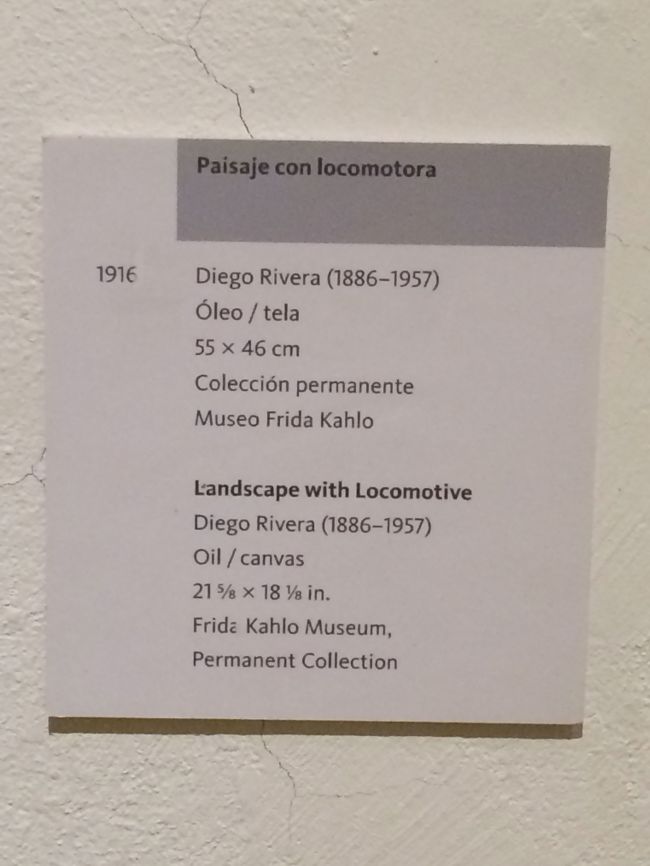 Paisaje con locomotora
1916 Diego Rivera (1886–1957)
Óleo / tela
55 × 46 cm
Colección permanente
Museo Frida Kahlo
Landscape with Locomotive
Diego Rivera (1886–1957)
Oil / canvas
21 ⅝ × 18 ⅛ in.
Frida Kahlo Museum,
Permanent Collection